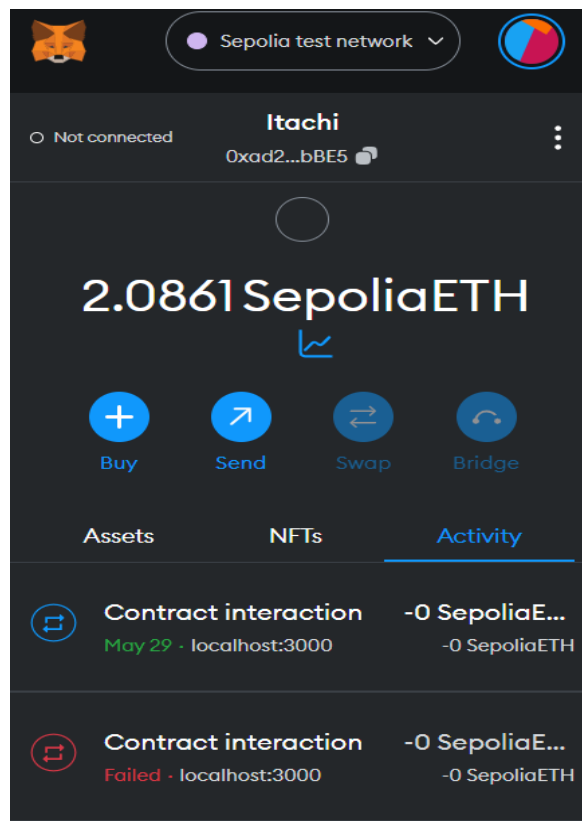 Sepolia test network
Itachi
Not connected
0xad2...bBE5
2.0861 SepoliaETH
Buy Send Swap Bridge
Assets NFTs Activity
Contract interaction -0 SepoliaE...
May 29 · localhost:3000 -0 SepoliaETH
Contract interaction -0 SepoliaE...
Failed · localhost:3000 -0 SepoliaETH